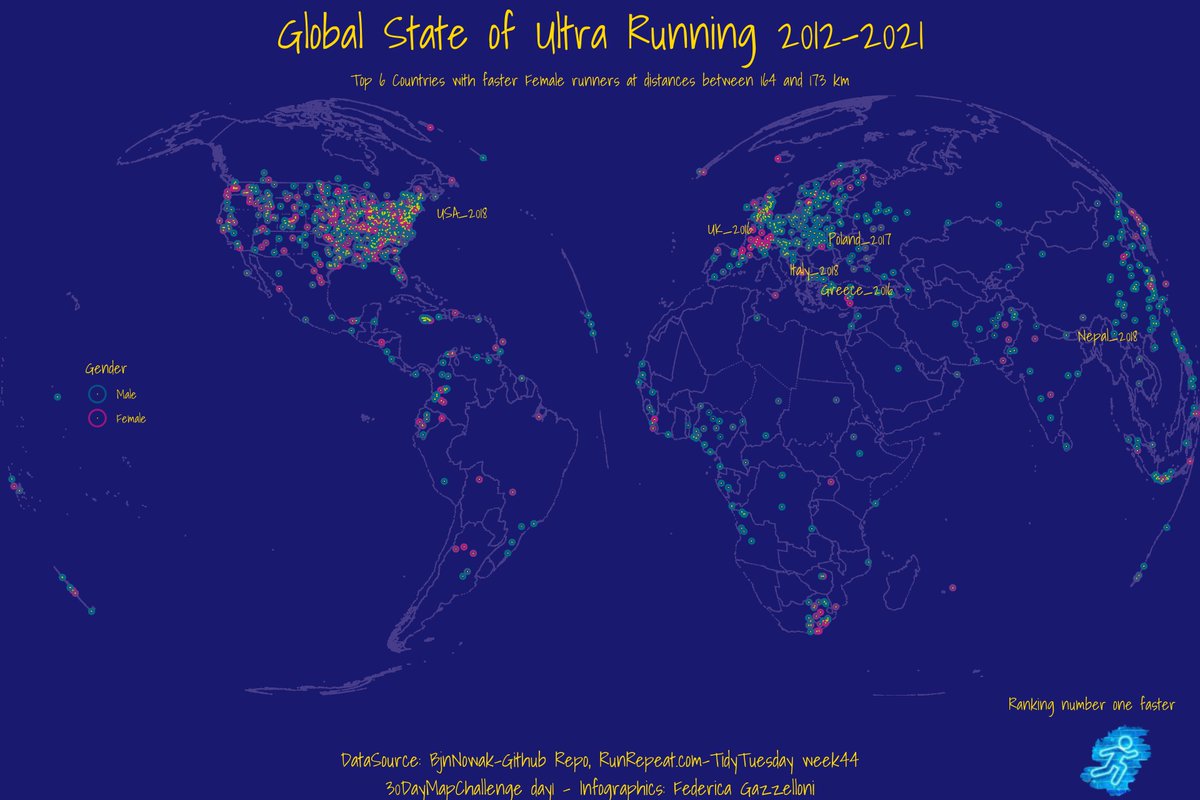 Global State of Ultra Running 2012-2021
Top 6 Countries with faster Female runners at distances between 164 and 173 km
USA_2018
UK_2016
Poland_2017
Italy_2018
Greece_2016
Nepal_2018
Gender
Male
Female
Ranking number one faster
DataSource: BjnNowak-Github Repo, RunRepeat.com-TidyTuesday week44
30DayMapChallenge day1 - Infographics: Federica Gazzelloni